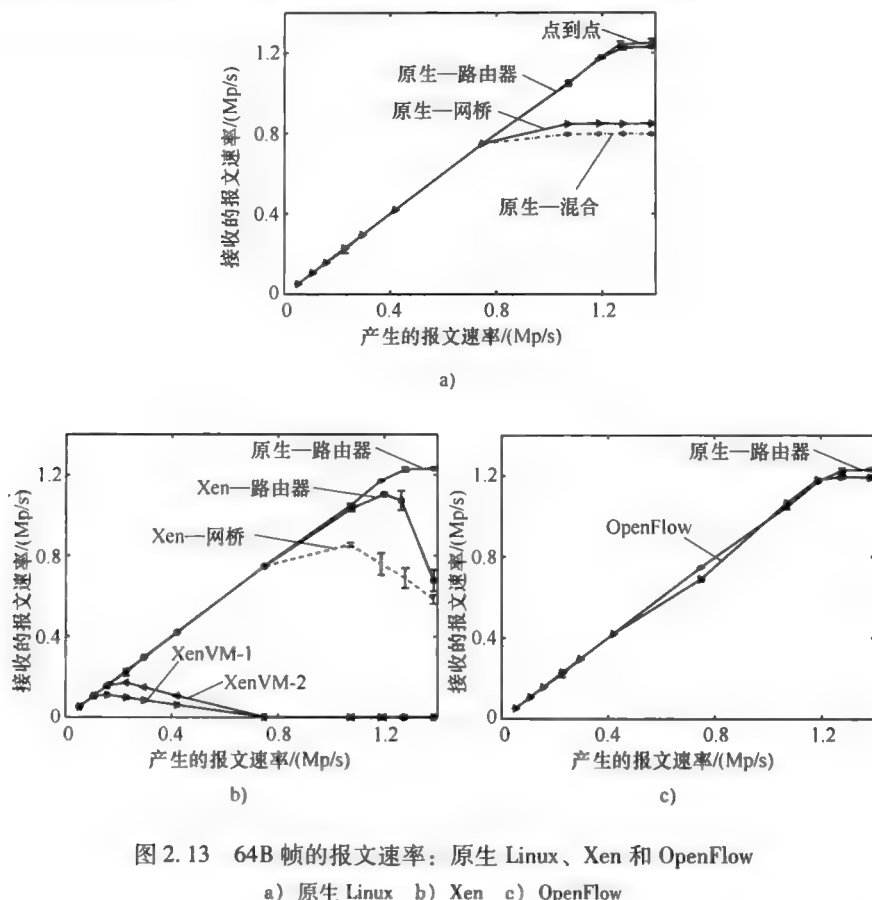 点到点
原生—路由器
原生—网桥
原生—混合
接收的报文速率/(Mp/s)
1.2
0.8
0.4
0
0
0.4
0.8
1.2
产生的报文速率/(Mp/s)
a)
原生—路由器
Xen—路由器
Xen—网桥
XenVM-1
XenVM-2
接收的报文速率/(Mp/s)
1.2
0.8
0.4
0
0
0.4
0.8
1.2
产生的报文速率/(Mp/s)
b)
原生—路由器
OpenFlow
接收的报文速率/(Mp/s)
1.2
0.8
0.4
0
0
0.4
0.8
1.2
产生的报文速率/(Mp/s)
c)
图 2.13 64B 帧的报文速率：原生 Linux、Xen 和 OpenFlow
a) 原生 Linux b) Xen c) OpenFlow